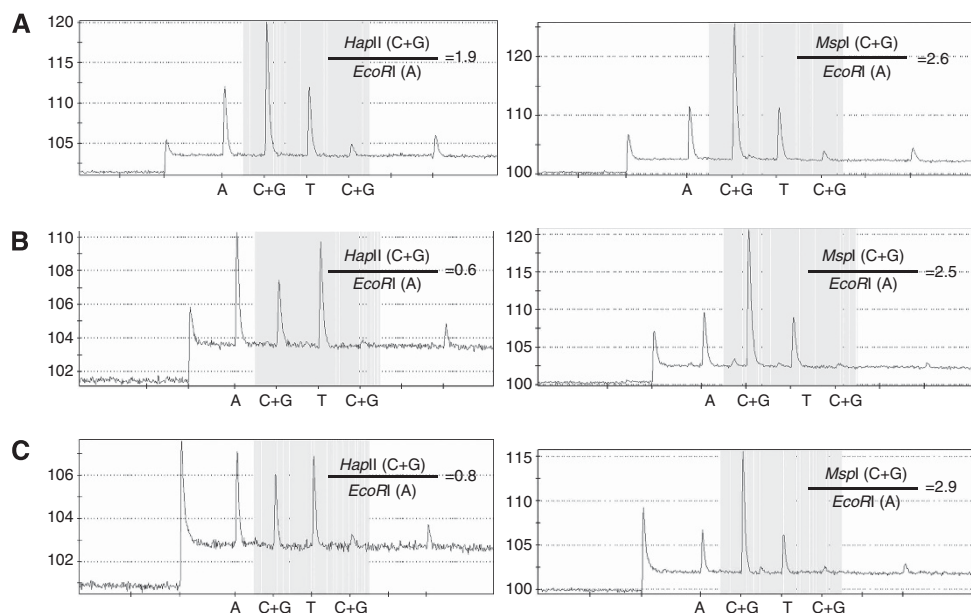 A
120
115
110
105
HapII (C+G)
EcoRI (A)
=1.9
A C+G T C+G
120
110
100
MspI (C+G)
EcoRI (A)
=2.6
A C+G T C+G
B
110
108
106
104
102
HapII (C+G)
EcoRI (A)
=0.6
A C+G T C+G
120
115
110
105
100
MspI (C+G)
EcoRI (A)
=2.5
A C+G T C+G
C
106
104
102
HapII (C+G)
EcoRI (A)
=0.8
A C+G T C+G
115
110
105
100
MspI (C+G)
EcoRI (A)
=2.9
A C+G T C+G